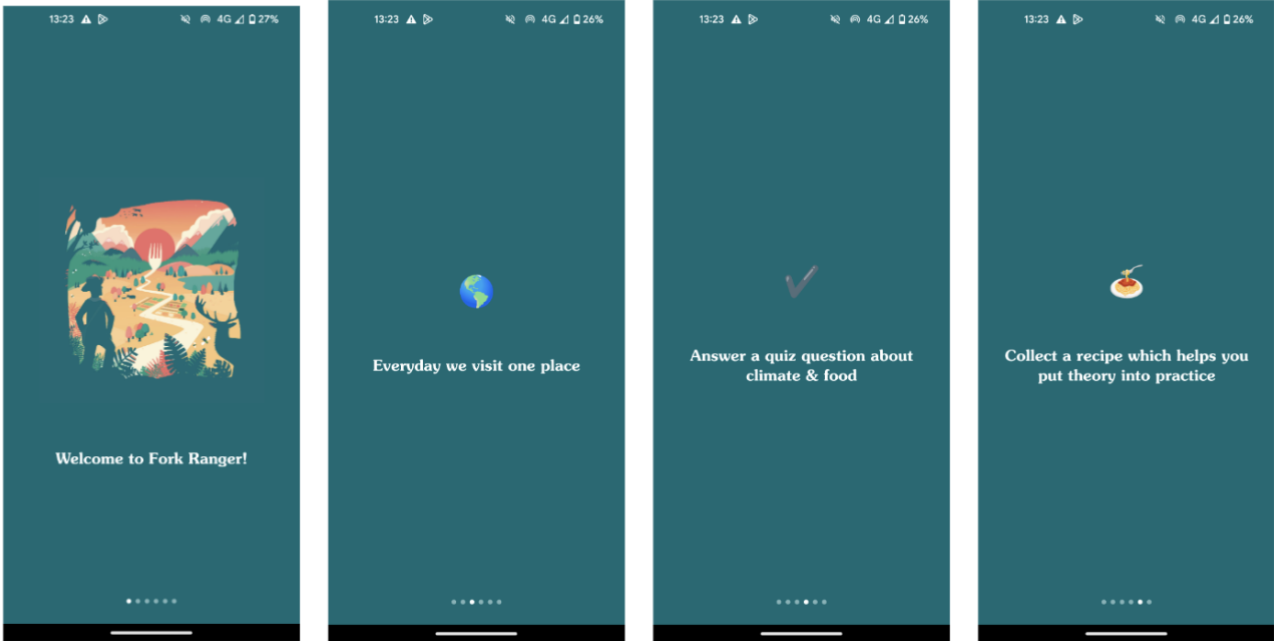 13:23 4G 27%
Welcome to Fork Ranger!
13:23 4G 26%
Everyday we visit one place
13:23 4G 26%
Answer a quiz question about
climate & food
13:23 4G 26%
Collect a recipe which helps you
put theory into practice